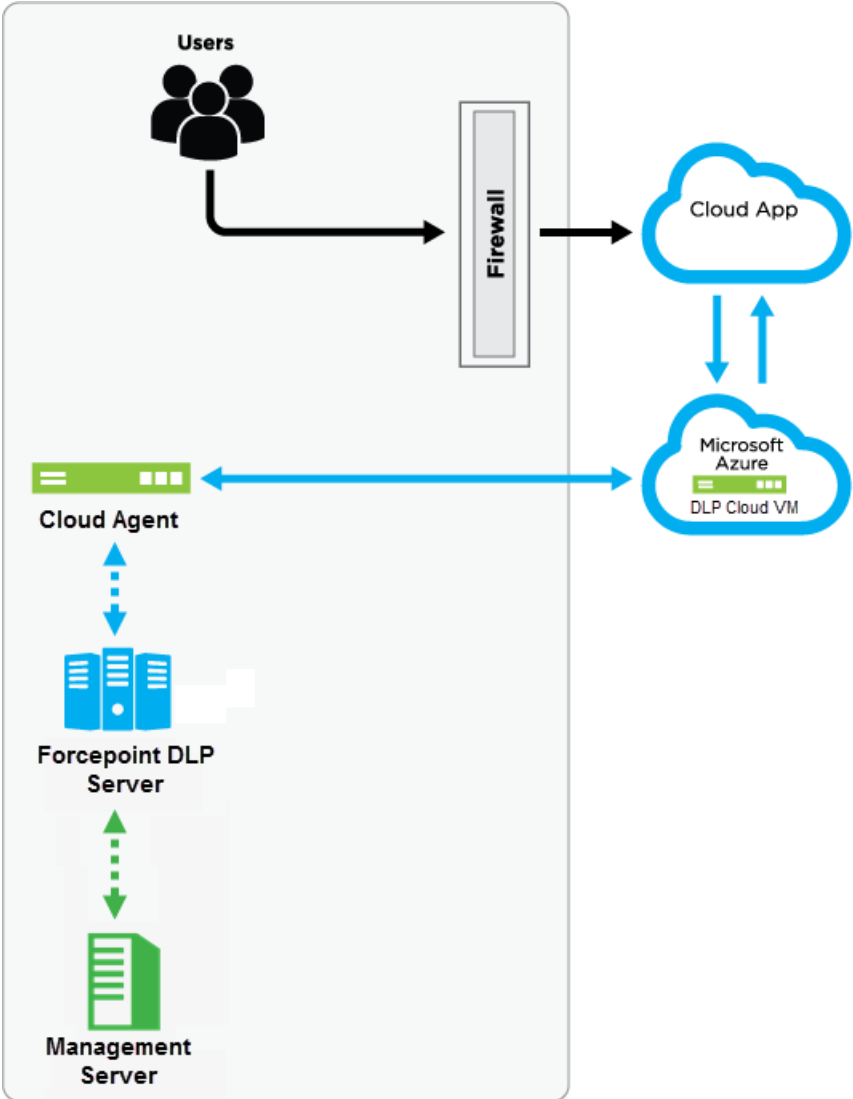 Users
Firewall
Cloud App
Microsoft
Azure
DLP Cloud VM
Cloud Agent
Forcepoint DLP
Server
Management
Server